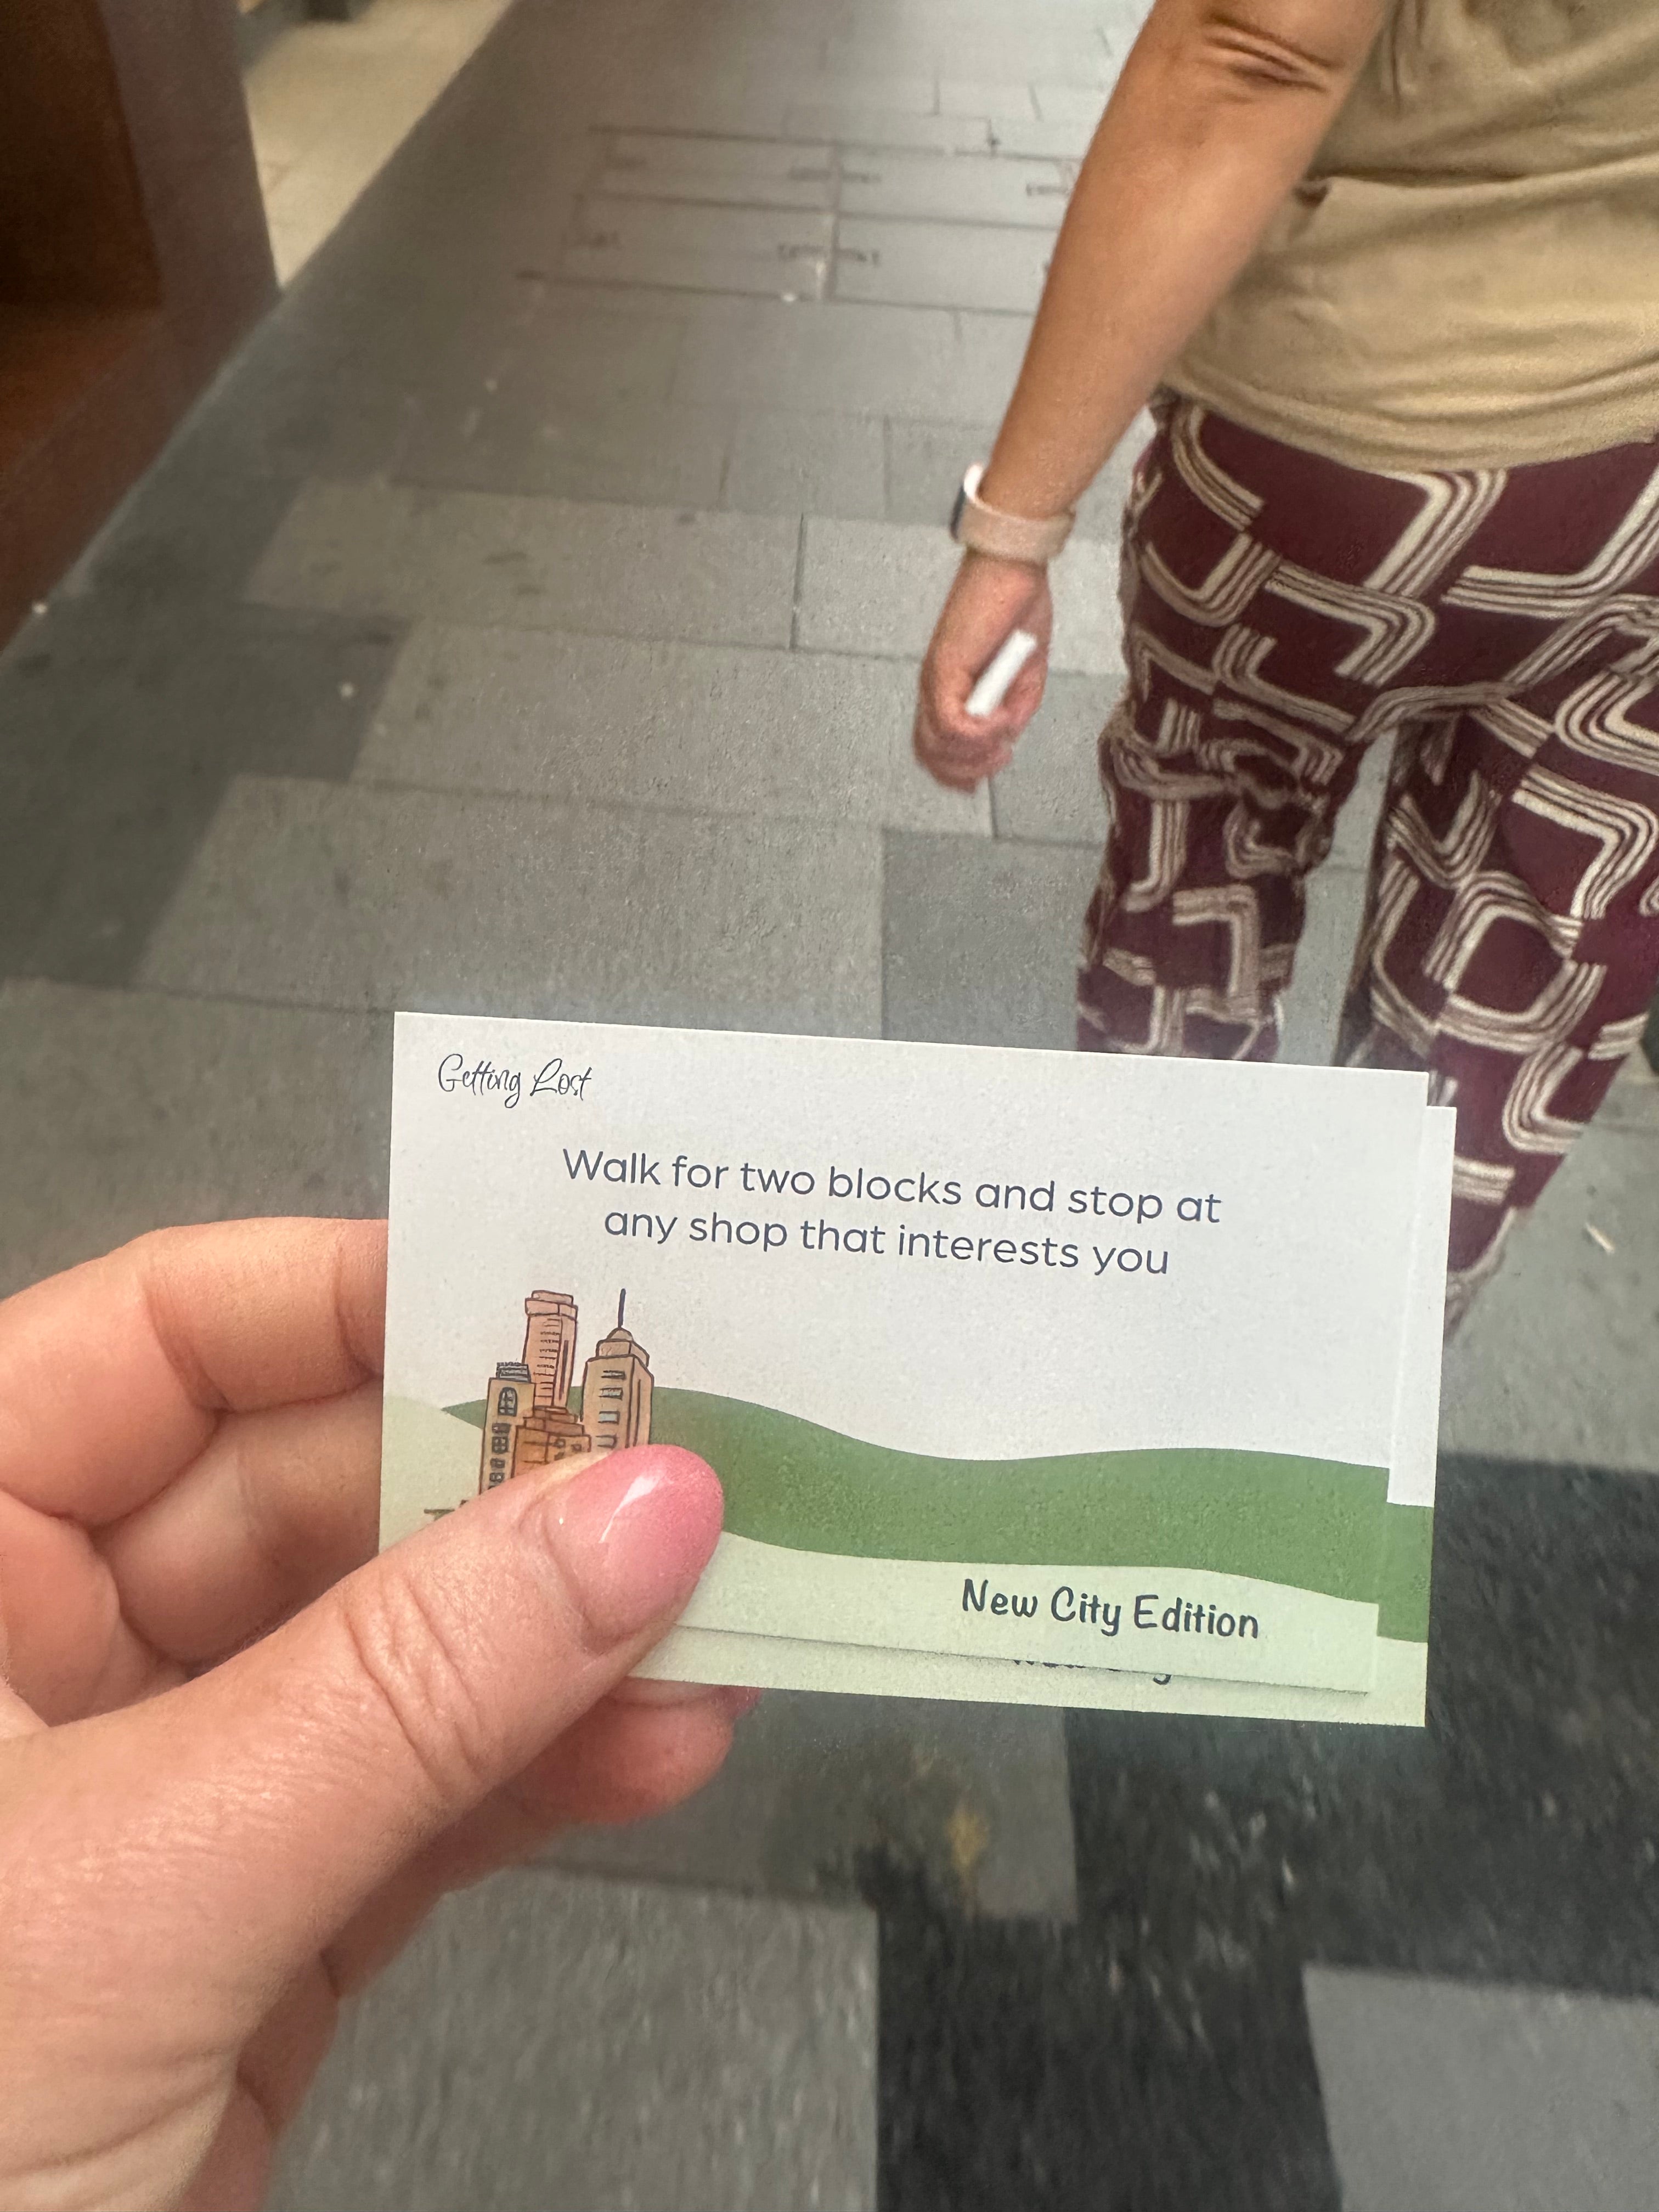 Getting Lost
Walk for two blocks and stop at
any shop that interests you
New City Edition